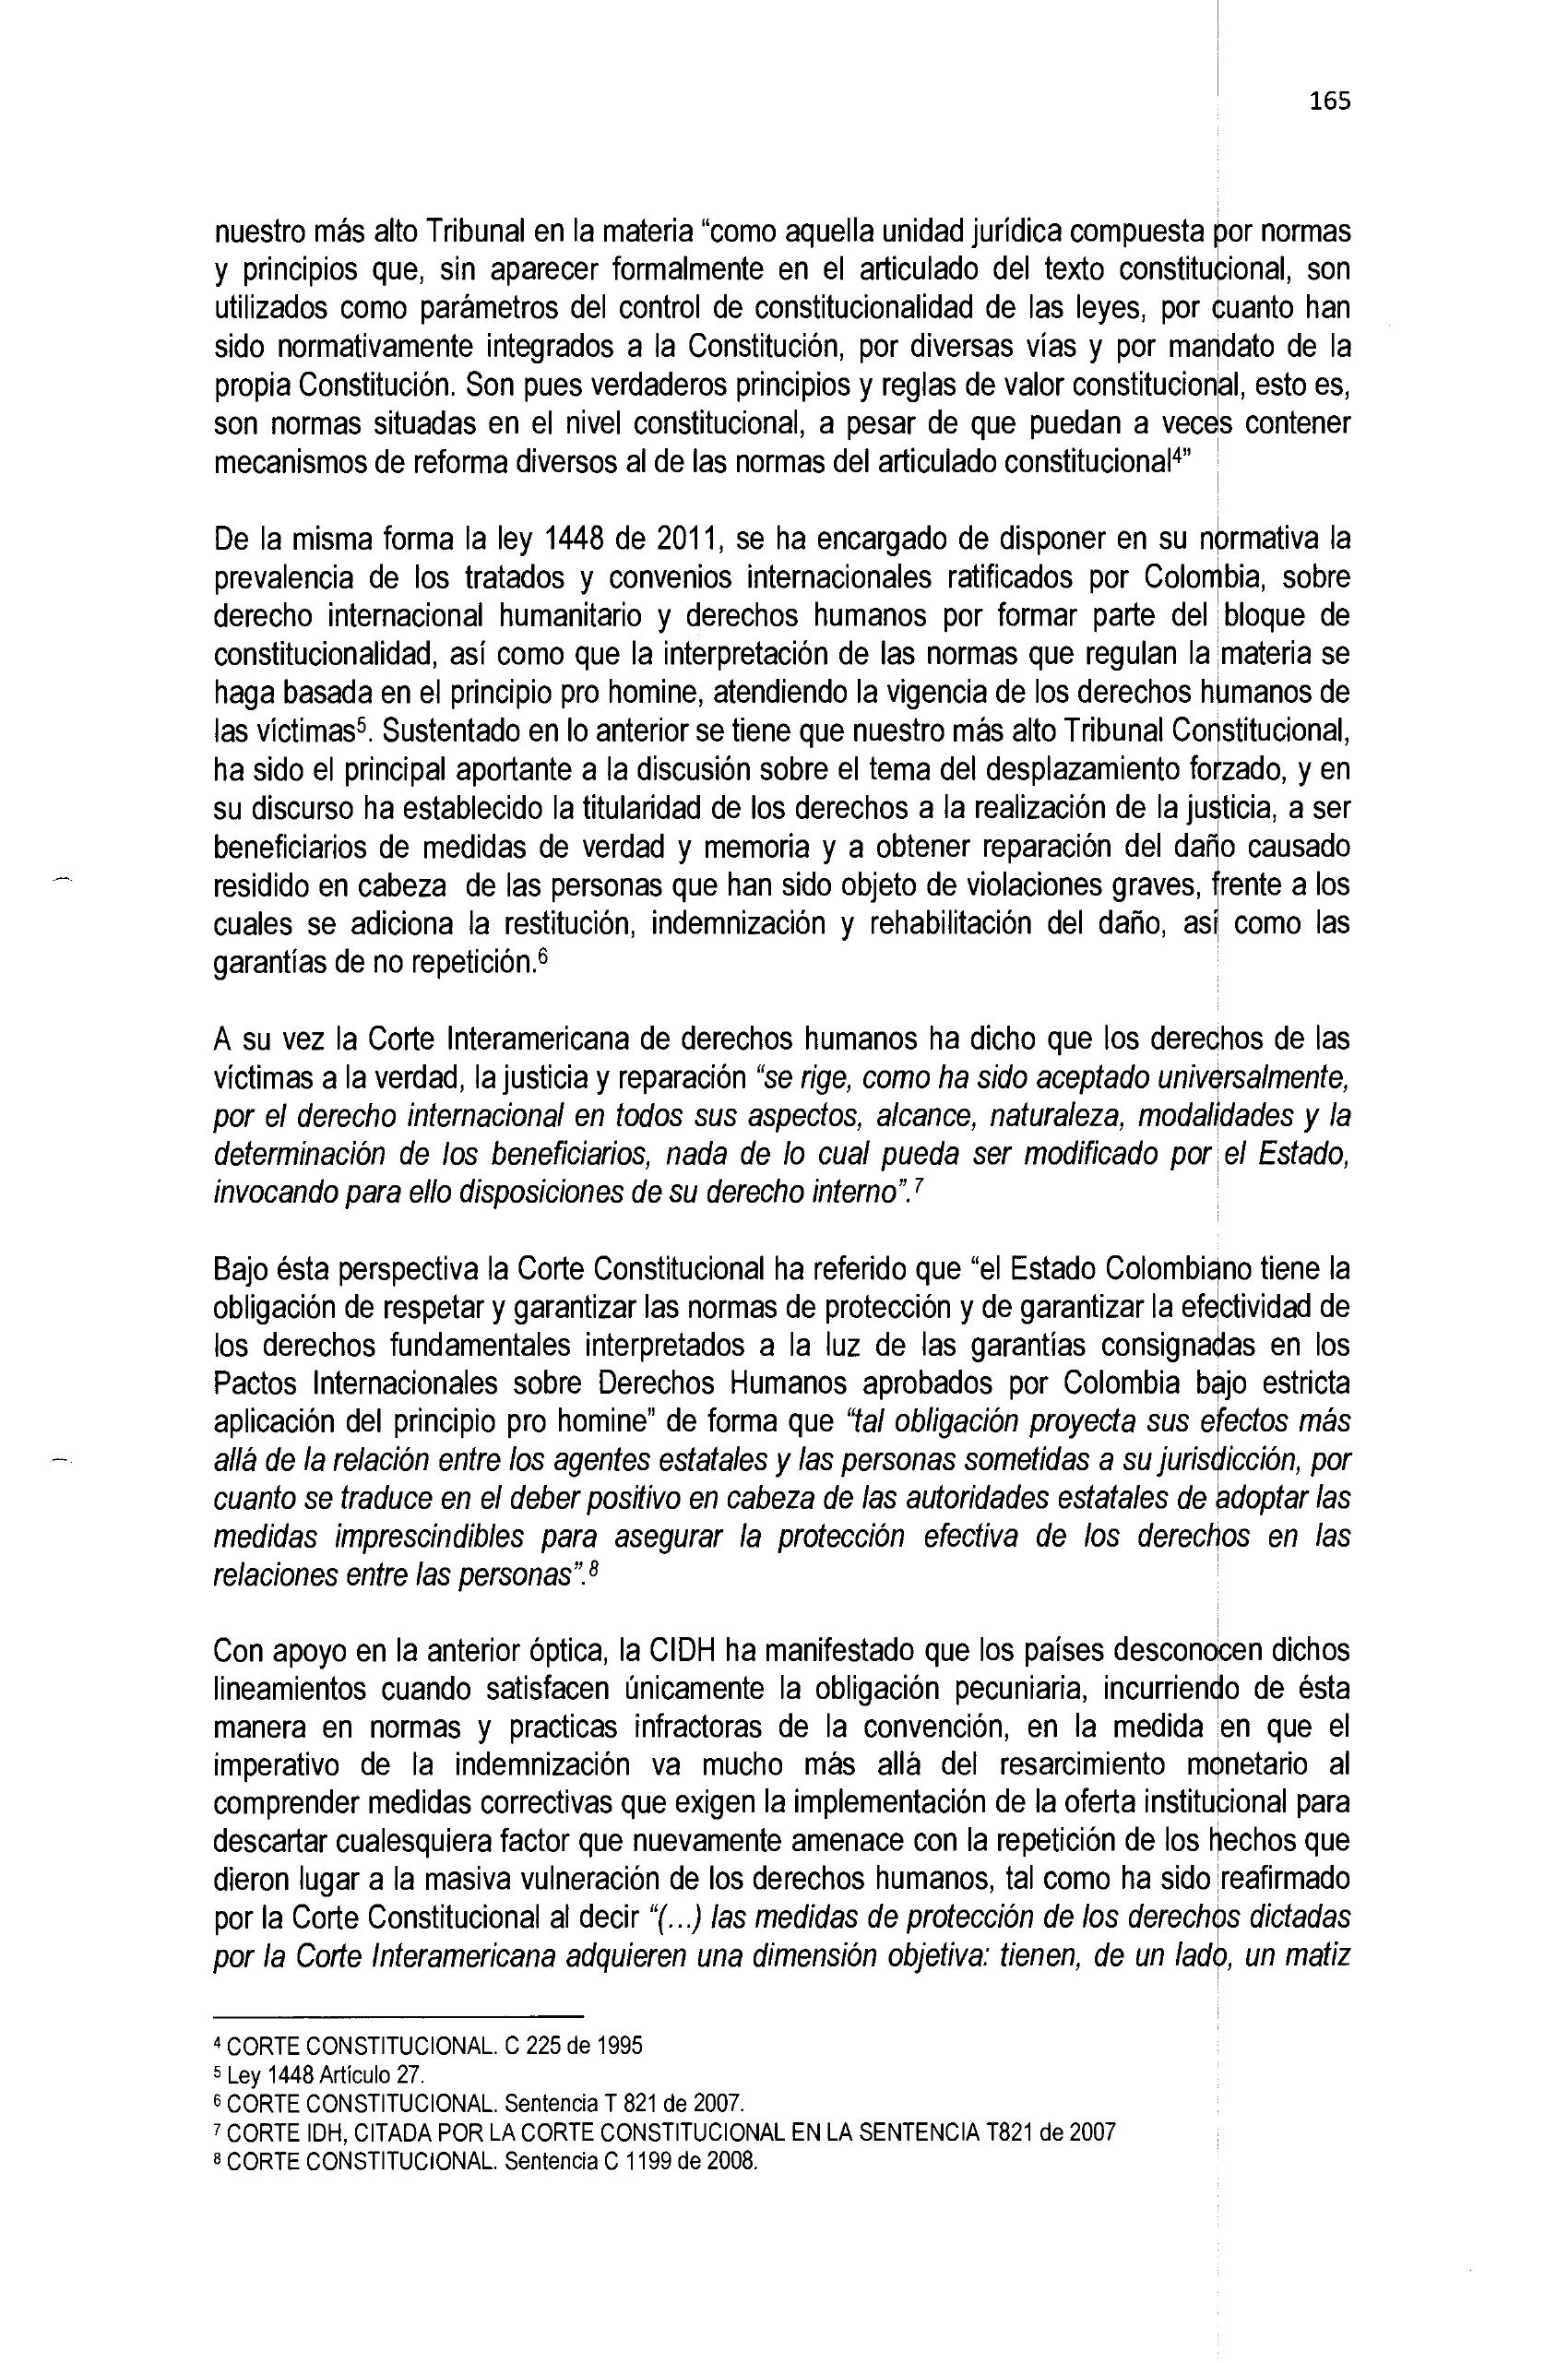 165
nuestro más alto Tribunal en la materia “como aquella unidad jurídica compuesta por normas
y principios que, sin aparecer formalmente en el articulado del texto constitucional, son
utilizados como parámetros del control de constitucionalidad de las leyes, por cuanto han
sido normativamente integrados a la Constitución, por diversas vías y por mandato de la
propia Constitución. Son pues verdaderos principios y reglas de valor constitucional, esto es,
son normas situadas en el nivel constitucional, a pesar de que puedan a veces contener
mecanismos de reforma diversos al de las normas del articulado constitucional⁴”
De la misma forma la ley 1448 de 2011, se ha encargado de disponer en su normativa la
prevalencia de los tratados y convenios internacionales ratificados por Colombia, sobre
derecho internacional humanitario y derechos humanos por formar parte del bloque de
constitucionalidad, así como que la interpretación de las normas que regulan la materia se
haga basada en el principio pro homine, atendiendo la vigencia de los derechos humanos de
las víctimas⁵. Sustentado en lo anterior se tiene que nuestro más alto Tribunal Constitucional,
ha sido el principal aportante a la discusión sobre el tema del desplazamiento forzado, y en
su discurso ha establecido la titularidad de los derechos a la realización de la justicia, a ser
beneficiarios de medidas de verdad y memoria y a obtener reparación del daño causado
residido en cabeza de las personas que han sido objeto de violaciones graves, frente a los
cuales se adiciona la restitución, indemnización y rehabilitación del daño, así como las
garantías de no repetición.⁶
A su vez la Corte Interamericana de derechos humanos ha dicho que los derechos de las
víctimas a la verdad, la justicia y reparación “se rige, como ha sido aceptado universalmente,
por el derecho internacional en todos sus aspectos, alcance, naturaleza, modalidades y la
determinación de los beneficiarios, nada de lo cual pueda ser modificado por el Estado,
invocando para ello disposiciones de su derecho interno”.⁷
Bajo ésta perspectiva la Corte Constitucional ha referido que “el Estado Colombiano tiene la
obligación de respetar y garantizar las normas de protección y de garantizar la efectividad de
los derechos fundamentales interpretados a la luz de las garantías consignadas en los
Pactos Internacionales sobre Derechos Humanos aprobados por Colombia bajo estricta
aplicación del principio pro homine” de forma que “tal obligación proyecta sus efectos más
allá de la relación entre los agentes estatales y las personas sometidas a su jurisdicción, por
cuanto se traduce en el deber positivo en cabeza de las autoridades estatales de adoptar las
medidas imprescindibles para asegurar la protección efectiva de los derechos en las
relaciones entre las personas”.⁸
Con apoyo en la anterior óptica, la CIDH ha manifestado que los países desconocen dichos
lineamientos cuando satisfacen únicamente la obligación pecuniaria, incurriendo de ésta
manera en normas y practicas infractoras de la convención, en la medida en que el
imperativo de la indemnización va mucho más allá del resarcimiento monetario al
comprender medidas correctivas que exigen la implementación de la oferta institucional para
descartar cualesquiera factor que nuevamente amenace con la repetición de los hechos que
dieron lugar a la masiva vulneración de los derechos humanos, tal como ha sido reafirmado
por la Corte Constitucional al decir “(...) las medidas de protección de los derechos dictadas
por la Corte Interamericana adquieren una dimensión objetiva: tienen, de un lado, un matiz
⁴ CORTE CONSTITUCIONAL. C 225 de 1995
⁵ Ley 1448 Artículo 27.
⁶ CORTE CONSTITUCIONAL. Sentencia T 821 de 2007.
⁷ CORTE IDH, CITADA POR LA CORTE CONSTITUCIONAL EN LA SENTENCIA T821 de 2007
⁸ CORTE CONSTITUCIONAL. Sentencia C 1199 de 2008.